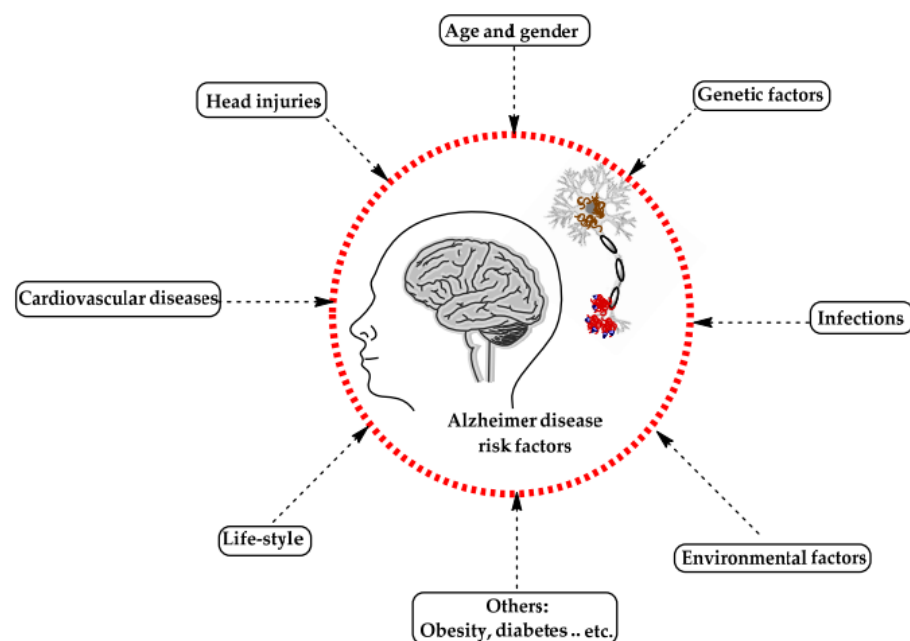 Age and gender
Head injuries
Genetic factors
Cardiovascular diseases
Infections
Alzheimer disease
risk factors
Life-style
Environmental factors
Others:
Obesity, diabetes .. etc.